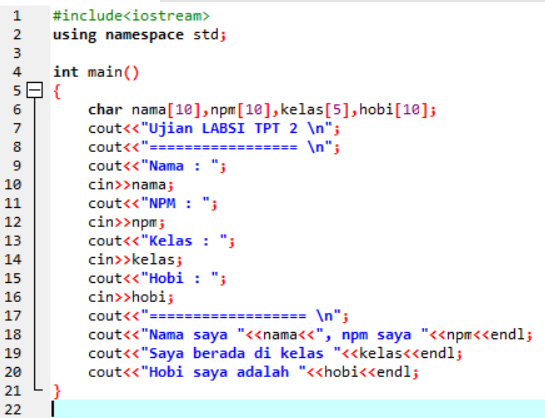 1 #include<iostream>
2 using namespace std;
3
4 int main()
5 {
6 char nama[10],npm[10],kelas[5],hobi[10];
7 cout<<"Ujian LABSI TPT 2 \n";
8 cout<<"================= \n";
9 cout<<"Nama : ";
10 cin>>nama;
11 cout<<"NPM : ";
12 cin>>npm;
13 cout<<"Kelas : ";
14 cin>>kelas;
15 cout<<"Hobi : ";
16 cin>>hobi;
17 cout<<"================== \n";
18 cout<<"Nama saya "<<nama<<", npm saya "<<npm<<endl;
19 cout<<"Saya berada di kelas "<<kelas<<endl;
20 cout<<"Hobi saya adalah "<<hobi<<endl;
21 }
22